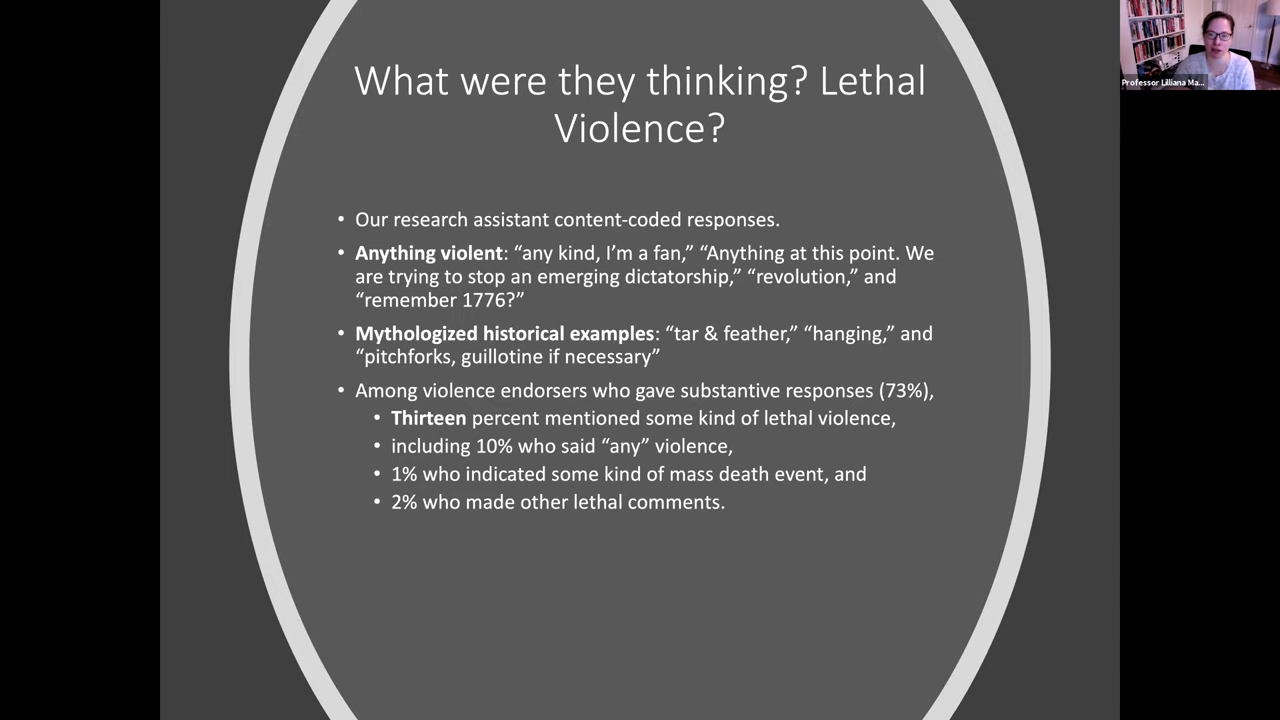 What were they thinking? Lethal
Violence?
• Our research assistant content-coded responses.
• Anything violent: “any kind, I’m a fan,” “Anything at this point. We
are trying to stop an emerging dictatorship,” “revolution,” and
“remember 1776?”
• Mythologized historical examples: “tar & feather,” “hanging,” and
“pitchforks, guillotine if necessary”
• Among violence endorsers who gave substantive responses (73%),
• Thirteen percent mentioned some kind of lethal violence,
• including 10% who said “any” violence,
• 1% who indicated some kind of mass death event, and
• 2% who made other lethal comments.
Professor Lilliana Ma...